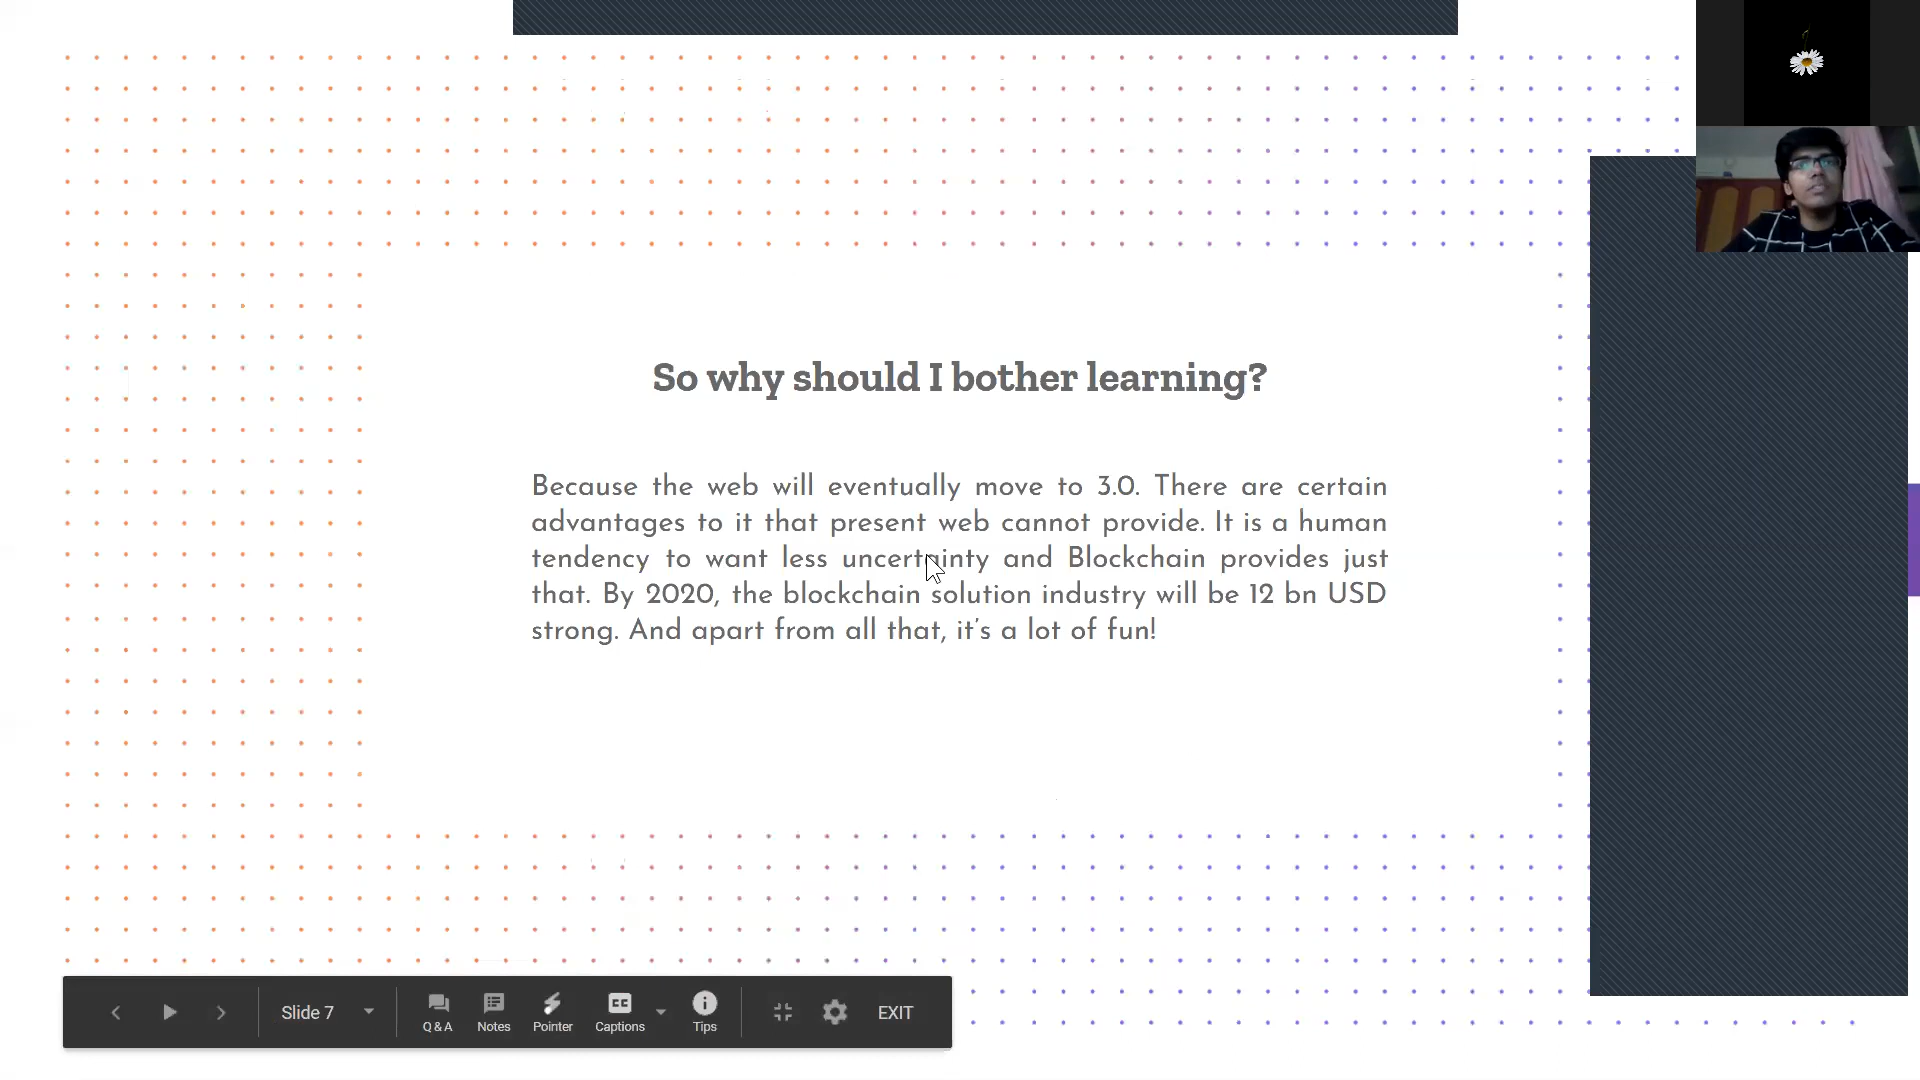 So why should I bother learning?
Because the web will eventually move to 3.0. There are certain
advantages to it that present web cannot provide. It is a human
tendency to want less uncertainty and Blockchain provides just
that. By 2020, the blockchain solution industry will be 12 bn USD
strong. And apart from all that, it's a lot of fun!
Slide 7
Q & A
Notes
Pointer
CC
Captions
Tips
EXIT